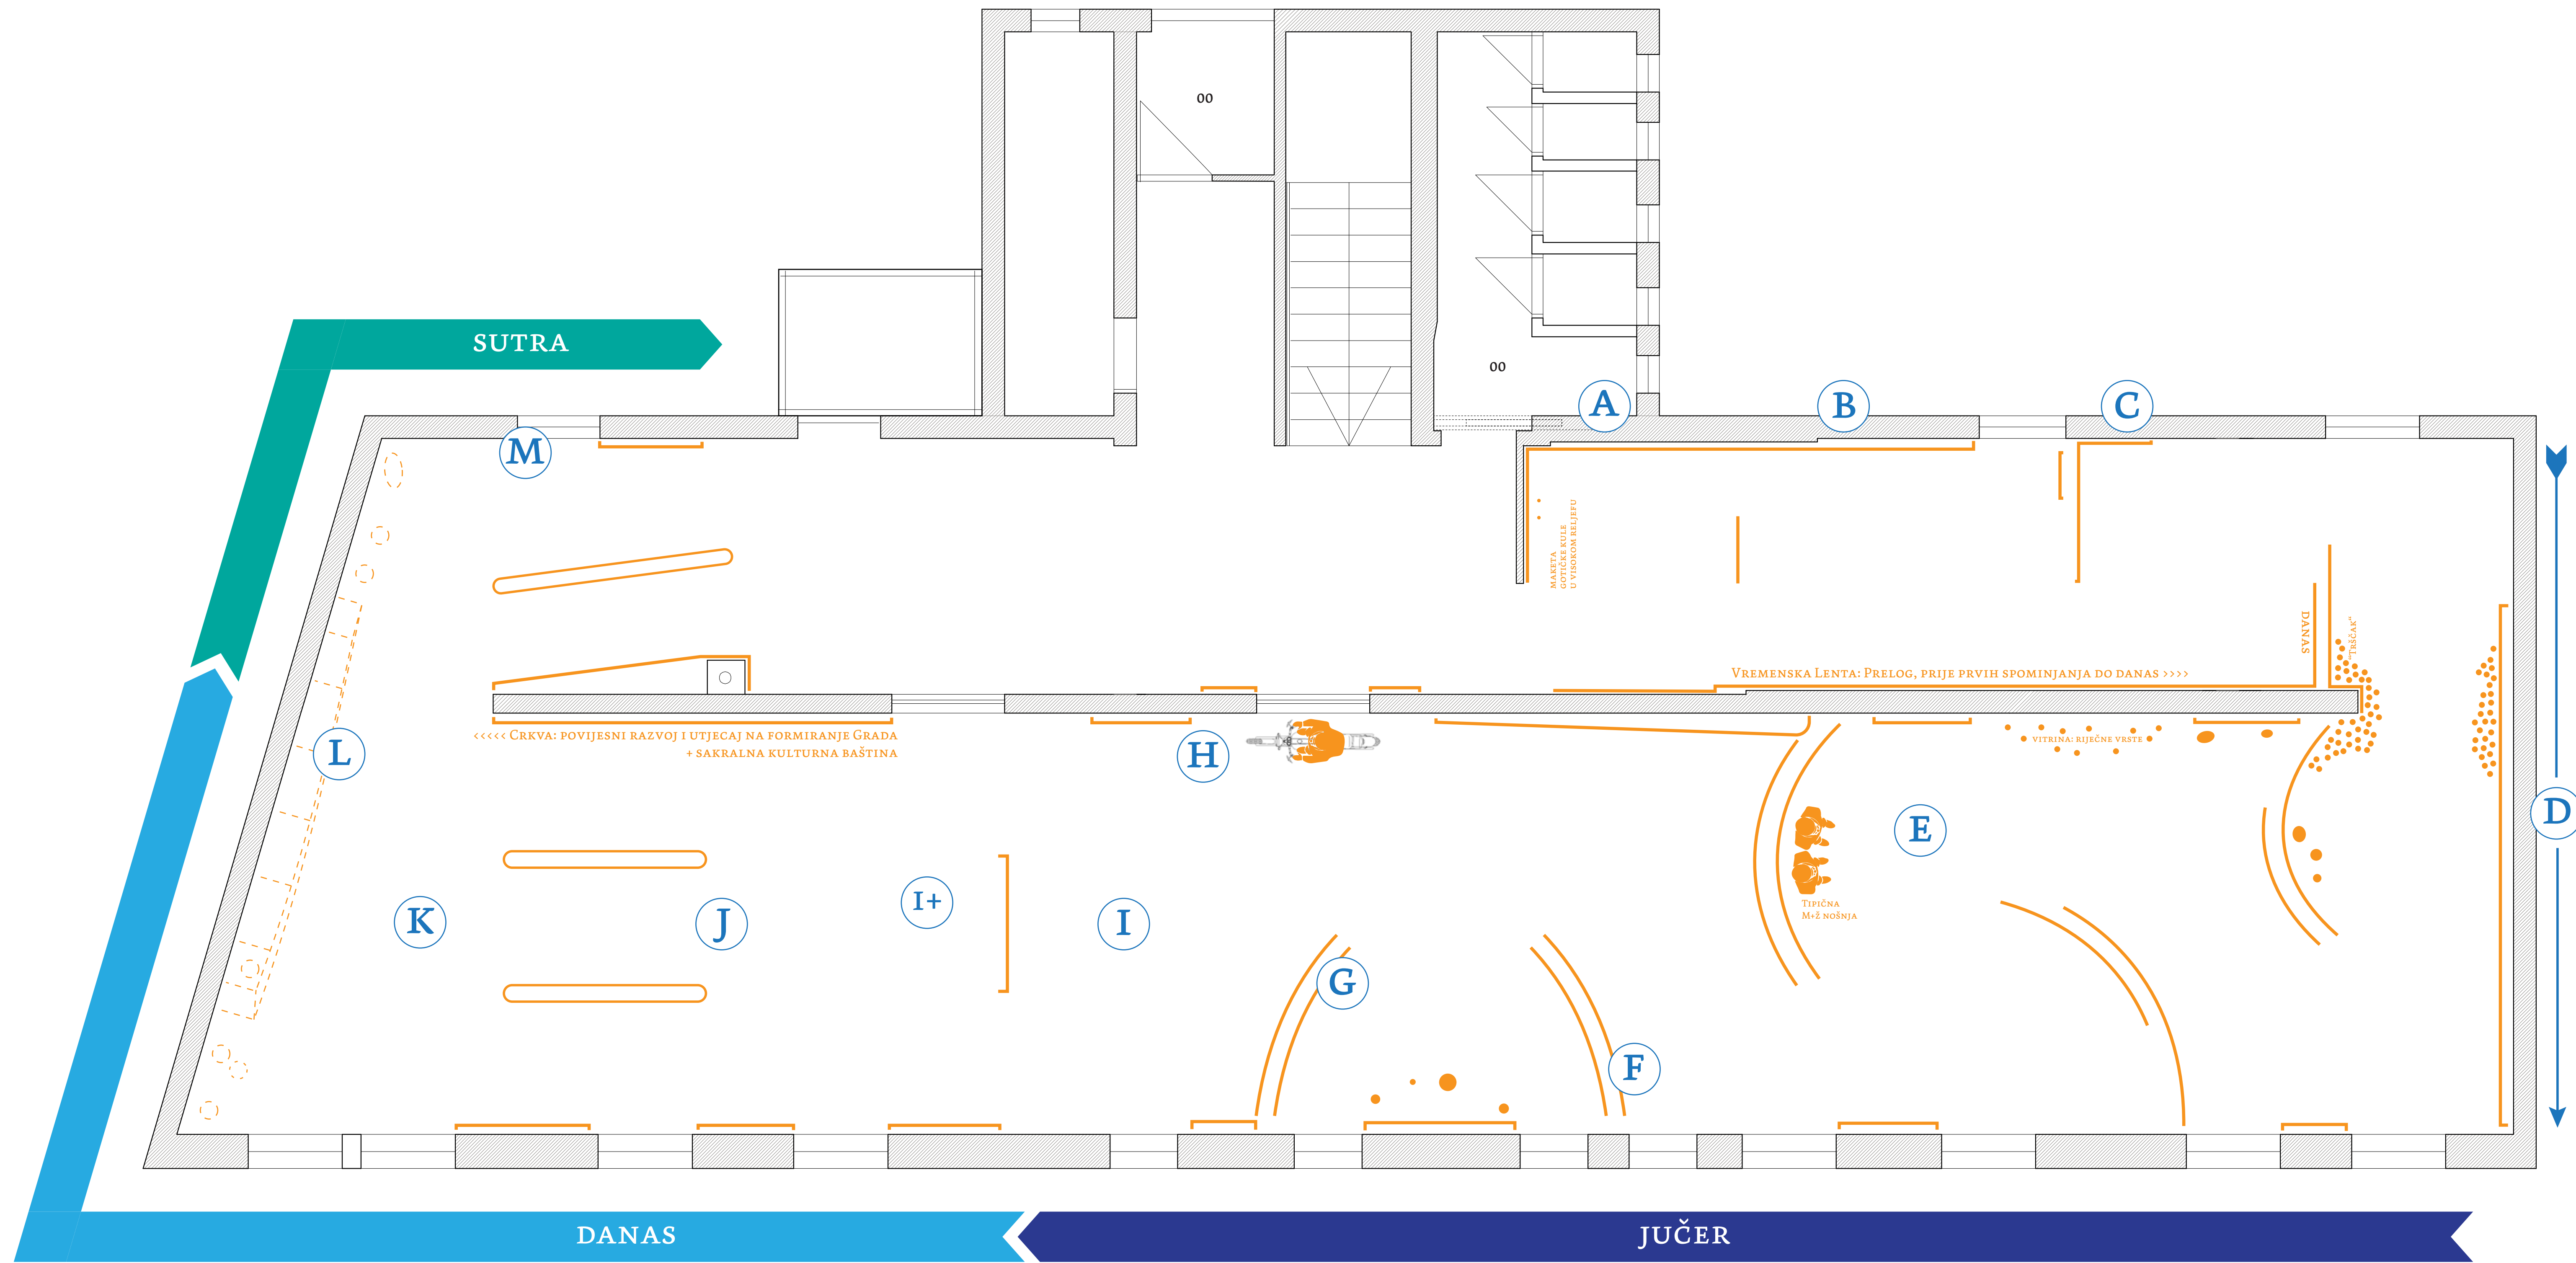 00
SUTRA
00
A
B
C
M
MAKETA
GOTIČKE KULE
U VISOKOM RELJEFU
DANAS
"TRŠČAK"
VREMENSKA LENTA: PRELOG, PRIJE PRVIH SPOMINJANJA DO DANAS >>>>
<<<<< CRKVA: POVIJESNI RAZVOJ I UTJECAJ NA FORMIRANJE GRADA
+ SAKRALNA KULTURNA BAŠTINA
VITRINA: RIJEČNE VRSTE
L
H
D
E
TIPIČNA
M+Ž NOŠNJA
K
J
I+
I
G
F
DANAS
JUČER